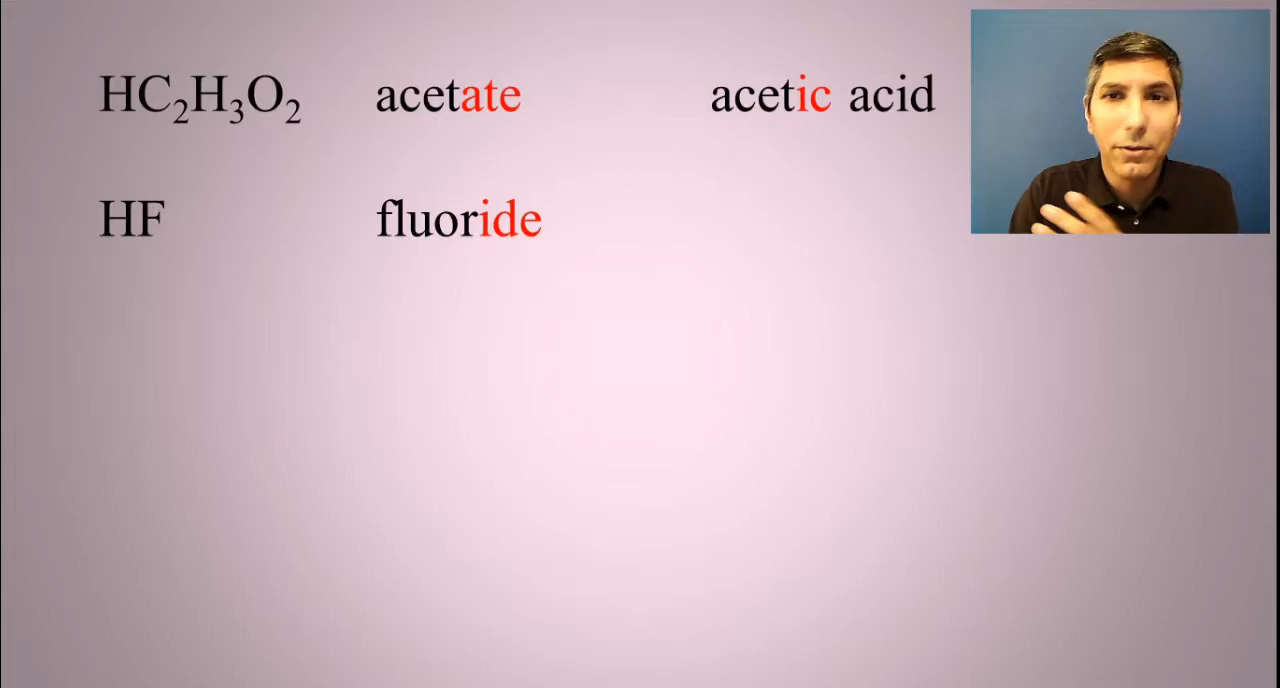 HC₂H₃O₂ acetate acetic acid
HF fluoride